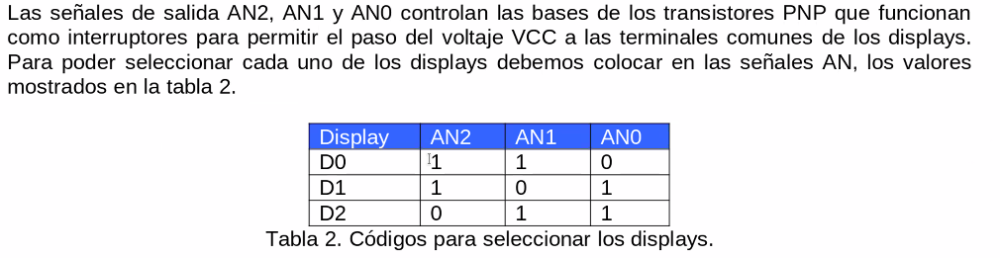 Las señales de salida AN2, AN1 y AN0 controlan las bases de los transistores PNP que funcionan
como interruptores para permitir el paso del voltaje VCC a las terminales comunes de los displays.
Para poder seleccionar cada uno de los displays debemos colocar en las señales AN, los valores
mostrados en la tabla 2.
Display AN2 AN1 AN0
D0 1 1 0
D1 1 0 1
D2 0 1 1
Tabla 2. Códigos para seleccionar los displays.